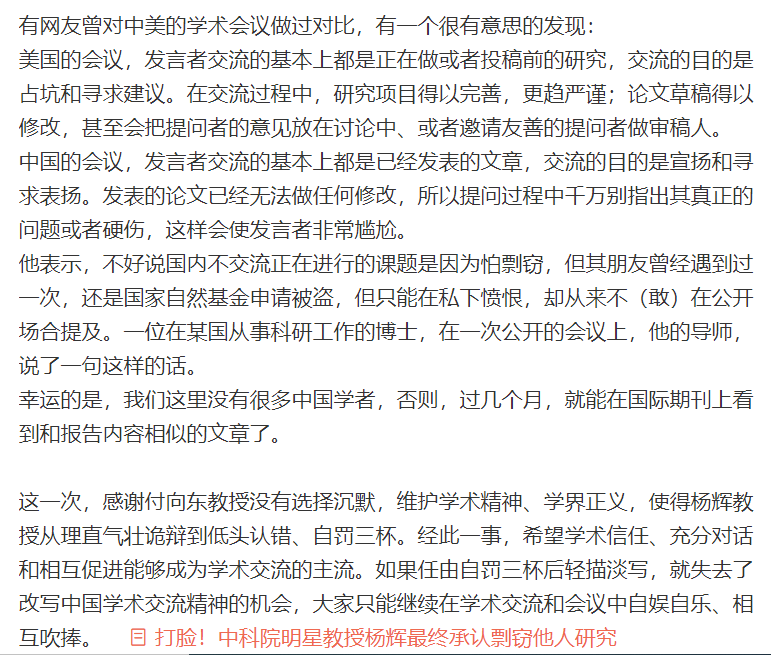 有网友曾对中美的学术会议做过对比，有一个很有意思的发现：
美国的会议，发言者交流的基本上都是正在做或者投稿前的研究，交流的目的是
占坑和寻求建议。在交流过程中，研究项目得以完善，更趋严谨；论文草稿得以
修改，甚至会把提问者的意见放在讨论中、或者邀请友善的提问者做审稿人。
中国的会议，发言者交流的基本上都是已经发表的文章，交流的目的是宣扬和寻
求表扬。发表的论文已经无法做任何修改，所以提问过程中千万别指出其真正的
问题或者硬伤，这样会使发言者非常尴尬。
他表示，不好说国内不交流正在进行的课题是因为怕剽窃，但其朋友曾经遇到过
一次，还是国家自然基金申请被盗，但只能在私下愤恨，却从来不（敢）在公开
场合提及。一位在某国从事科研工作的博士，在一次公开的会议上，他的导师，
说了一句这样的话。
幸运的是，我们这里没有很多中国学者，否则，过几个月，就能在国际期刊上看
到和报告内容相似的文章了。
这一次，感谢付向东教授没有选择沉默，维护学术精神、学界正义，使得杨辉教
授从理直气壮诡辩到低头认错、自罚三杯。经此一事，希望学术信任、充分对话
和相互促进能够成为学术交流的主流。如果任由自罚三杯后轻描淡写，就失去了
改写中国学术交流精神的机会，大家只能继续在学术交流和会议中自娱自乐、相
互吹捧。 打脸！中科院明星教授杨辉最终承认剽窃他人研究